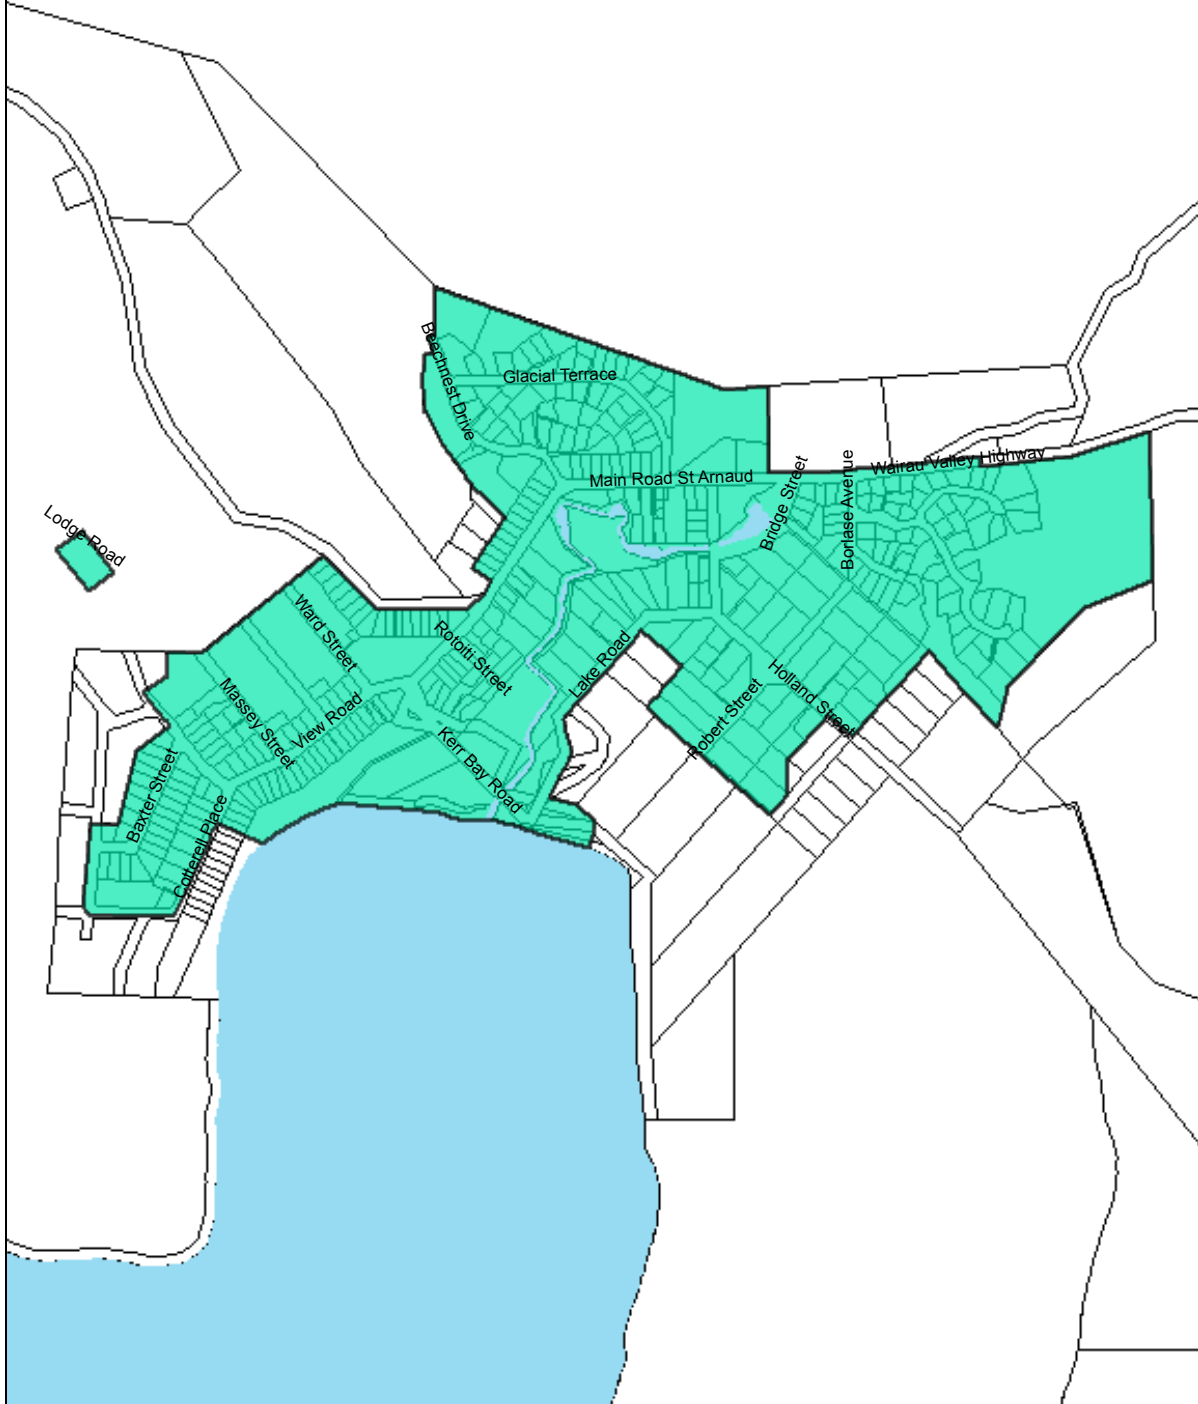 Beechnest Drive
Glacial Terrace
Main Road St Arnaud
Bridge Street
Borlase Avenue
Wairau Valley Highway
Lodge Road
Ward Street
Rotoiti Street
Lake Road
Holland Street
Robert Street
Massey Street
View Road
Kerr Bay Road
Baxter Street
Cotterell Place